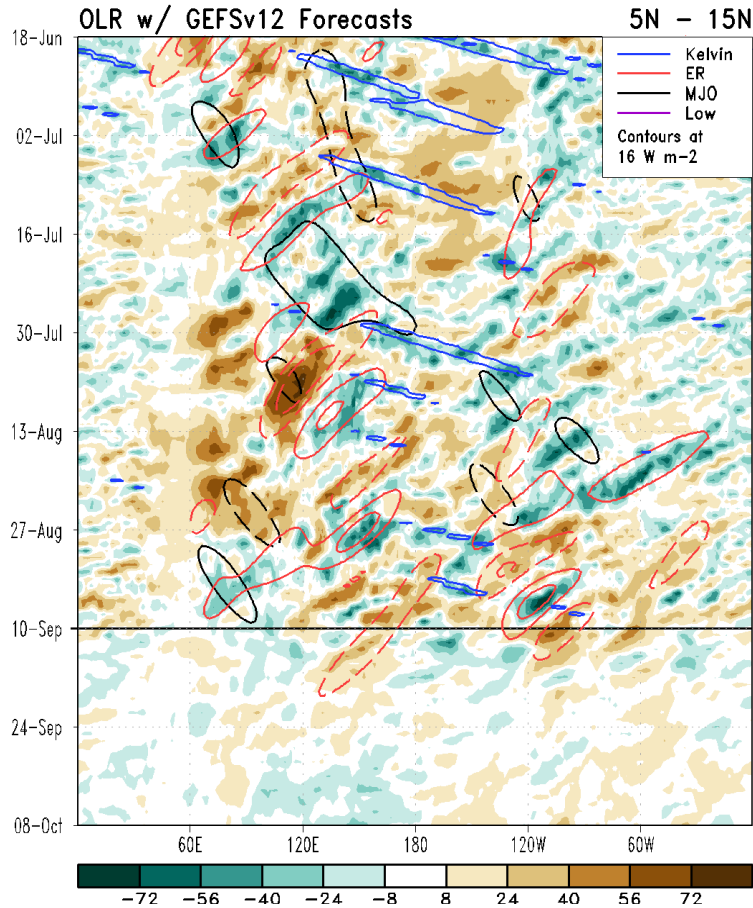 OLR w/ GEFSv12 Forecasts 5N - 15N
18-Jun
02-Jul
16-Jul
30-Jul
13-Aug
27-Aug
10-Sep
24-Sep
08-Oct
Kelvin
ER
MJO
Low
Contours at
16 W m-2
60E 120E 180 120W 60W
-72 -56 -40 -24 -8 8 24 40 56 72